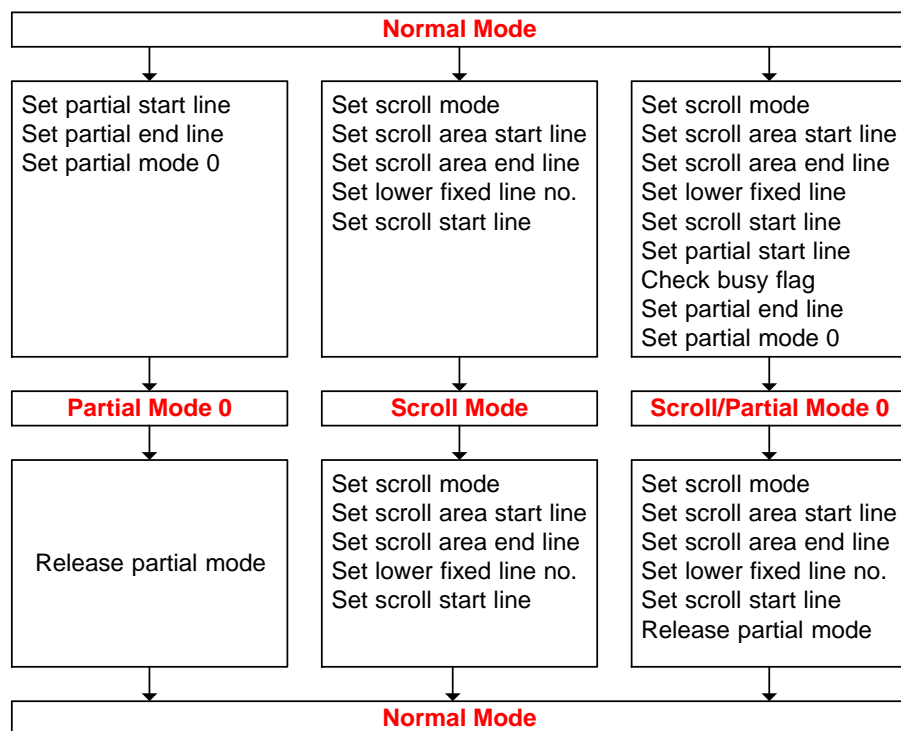 Normal Mode
Set partial start line
Set partial end line
Set partial mode 0
Set scroll mode
Set scroll area start line
Set scroll area end line
Set lower fixed line no.
Set scroll start line
Set scroll mode
Set scroll area start line
Set scroll area end line
Set lower fixed line
Set scroll start line
Set partial start line
Check busy flag
Set partial end line
Set partial mode 0
Partial Mode 0
Scroll Mode
Scroll/Partial Mode 0
Release partial mode
Set scroll mode
Set scroll area start line
Set scroll area end line
Set lower fixed line no.
Set scroll start line
Set scroll mode
Set scroll area start line
Set scroll area end line
Set lower fixed line no.
Set scroll start line
Release partial mode
Normal Mode